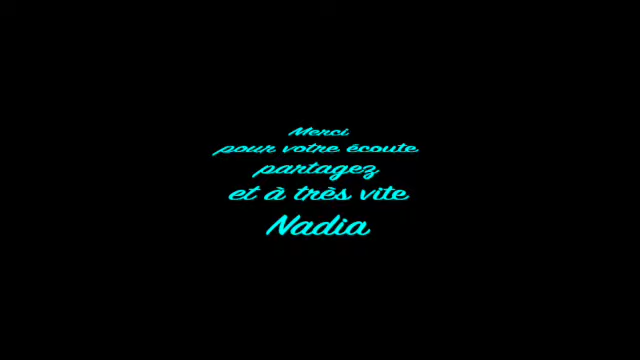 Merci
pour votre écoute
partagez
et à très vite
Nadia